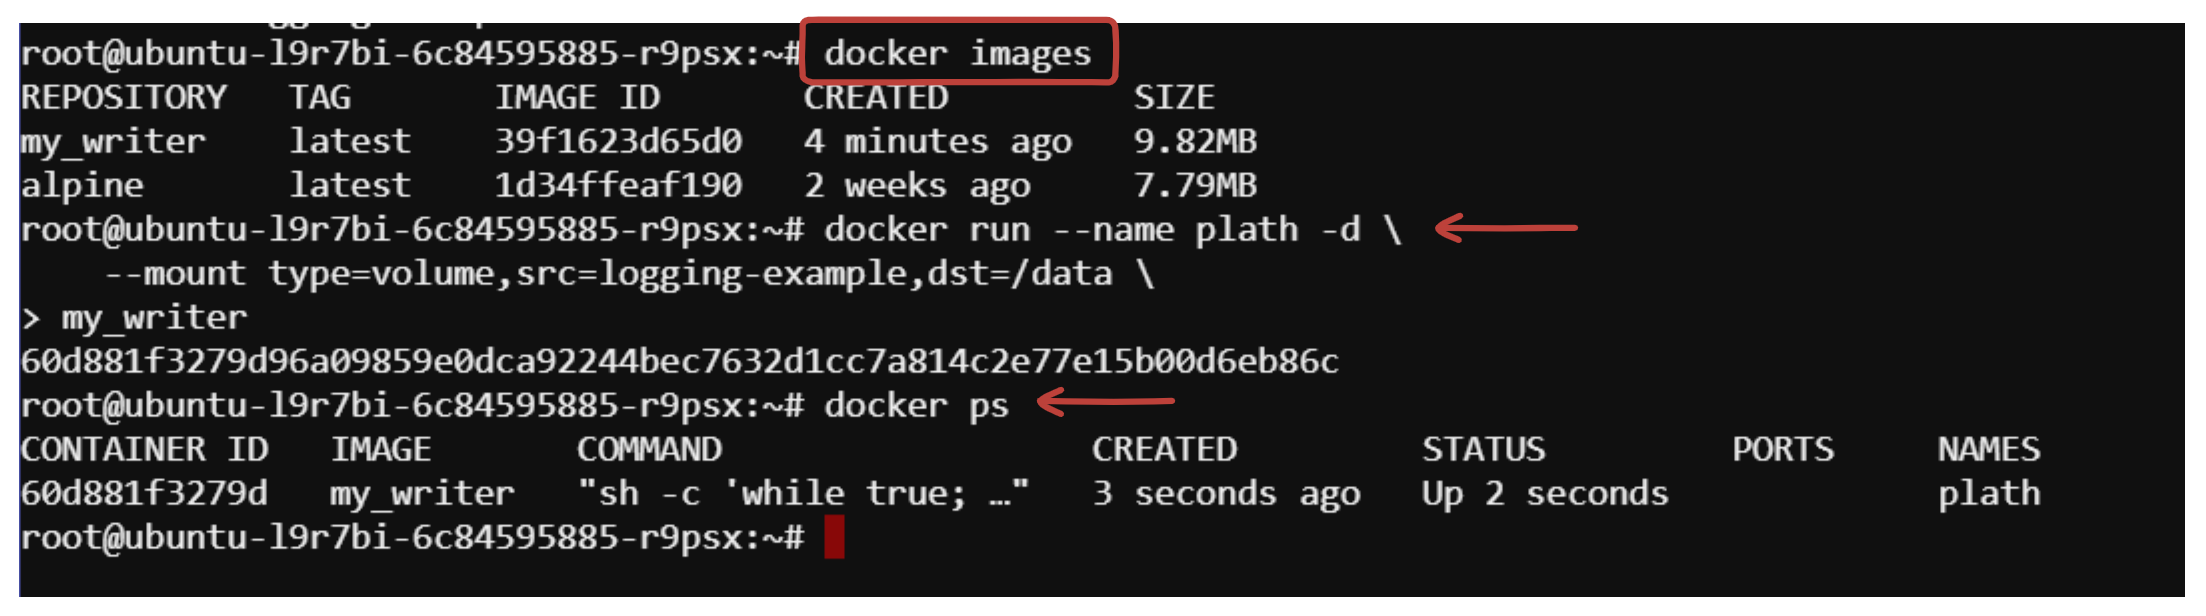 root@ubuntu-l9r7bi-6c84595885-r9psx:~# docker images
REPOSITORY TAG IMAGE ID CREATED SIZE
my_writer latest 39f1623d65d0 4 minutes ago 9.82MB
alpine latest 1d34ffeaf190 2 weeks ago 7.79MB
root@ubuntu-l9r7bi-6c84595885-r9psx:~# docker run --name plath -d \
--mount type=volume,src=logging-example,dst=/data \
> my_writer
60d881f3279d96a09859e0dca92244bec7632d1cc7a814c2e77e15b00d6eb86c
root@ubuntu-l9r7bi-6c84595885-r9psx:~# docker ps
CONTAINER ID IMAGE COMMAND CREATED STATUS PORTS NAMES
60d881f3279d my_writer "sh -c 'while true; …" 3 seconds ago Up 2 seconds plath
root@ubuntu-l9r7bi-6c84595885-r9psx:~#